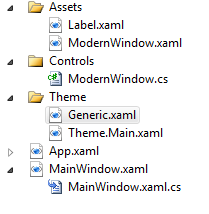 Assets
Label.xaml
ModernWindow.xaml
Controls
ModernWindow.cs
Theme
Generic.xaml
Theme.Main.xaml
App.xaml
MainWindow.xaml
MainWindow.xaml.cs